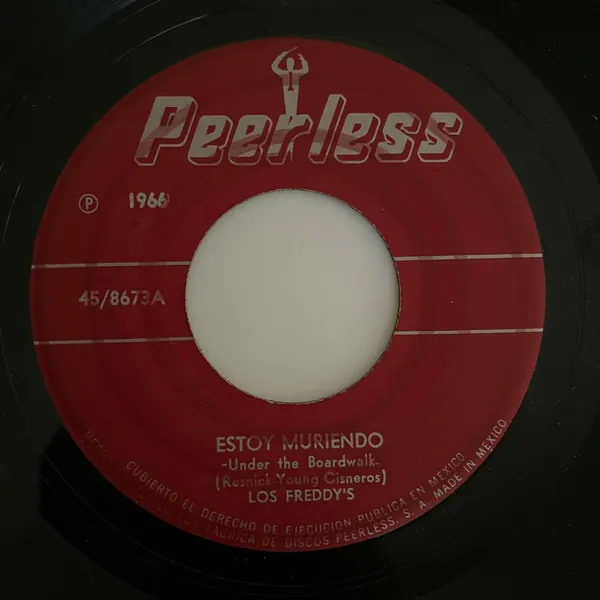 Peerless
Ⓟ 1966
45/8673A
ESTOY MURIENDO
-Under the Boardwalk-
(Resnick-Young Cisneros)
LOS FREDDY'S
CUBIERTO EL DERECHO DE EJECUCION PUBLICA EN MEXICO
FABRICA DE DISCOS PEERLESS, S. A. MADE IN MEXICO